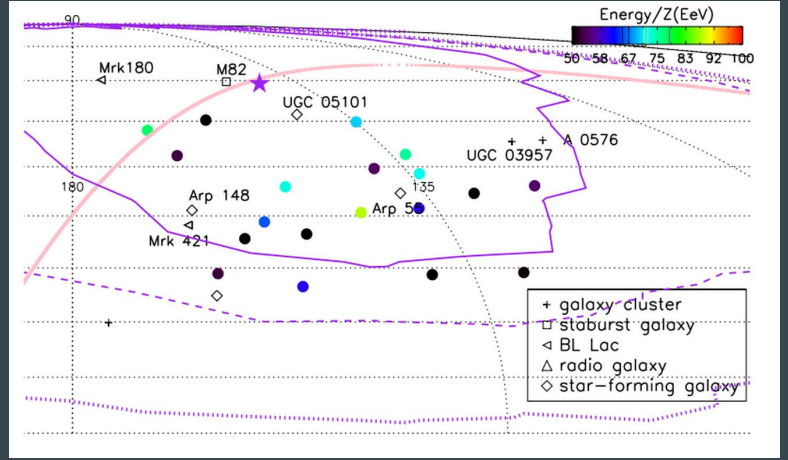 Energy/Z(EeV)
50 58 67 75 83 92 100
90
Mrk180
M82
UGC 05101
A 0576
UGC 03957
180
135
Arp 148
Arp 55
Mrk 421
galaxy cluster
staburst galaxy
BL Lac
radio galaxy
star-forming galaxy